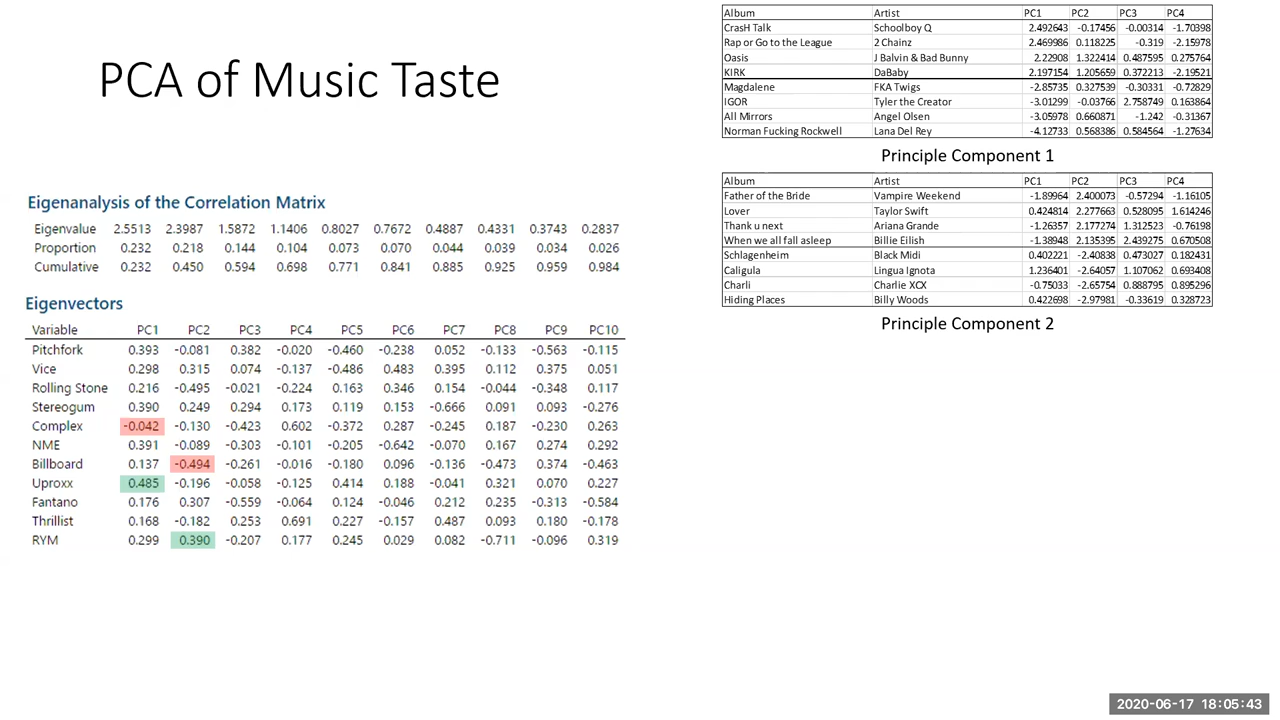 PCA of Music Taste
Eigenanalysis of the Correlation Matrix
Eigenvalue 2.5513 2.3987 1.5872 1.1406 0.8027 0.7672 0.4887 0.4331 0.3743 0.2837
Proportion 0.232 0.218 0.144 0.104 0.073 0.070 0.044 0.039 0.034 0.026
Cumulative 0.232 0.450 0.594 0.698 0.771 0.841 0.885 0.925 0.959 0.984
Eigenvectors
Variable PC1 PC2 PC3 PC4 PC5 PC6 PC7 PC8 PC9 PC10
Pitchfork 0.393 -0.081 0.382 -0.020 -0.460 -0.238 0.052 -0.133 -0.563 -0.115
Vice 0.298 0.315 0.074 -0.137 -0.486 0.483 0.395 0.112 0.375 0.051
Rolling Stone 0.216 -0.495 -0.021 -0.224 0.163 0.346 0.154 -0.044 -0.348 0.117
Stereogum 0.390 0.249 0.294 0.173 0.119 0.153 -0.666 0.091 0.093 -0.276
Complex -0.042 -0.130 -0.423 0.602 -0.372 0.287 -0.245 0.187 -0.230 0.263
NME 0.391 -0.089 -0.303 -0.101 -0.205 -0.642 -0.070 0.167 0.274 0.292
Billboard 0.137 -0.494 -0.261 -0.016 -0.180 0.096 -0.136 -0.473 0.374 -0.463
Uproxx 0.485 -0.196 -0.058 -0.125 0.414 0.188 -0.041 0.321 0.070 0.227
Fantano 0.176 0.307 -0.559 -0.064 0.124 -0.046 0.212 0.235 -0.313 -0.584
Thrillist 0.168 -0.182 0.253 0.691 0.227 -0.157 0.487 0.093 0.180 -0.178
RYM 0.299 0.390 -0.207 0.177 0.245 0.029 0.082 -0.711 -0.096 0.319
Album Artist PC1 PC2 PC3 PC4
CrasH Talk Schoolboy Q 2.492643 -0.17456 -0.00314 -1.70398
Rap or Go to the League 2 Chainz 2.469986 0.118225 -0.319 -2.15978
Oasis J Balvin & Bad Bunny 2.22908 1.322414 0.487595 0.275764
KIRK DaBaby 2.197154 1.205659 0.372213 -2.19521
Magdalene FKA Twigs -2.85735 0.327539 -0.30331 -0.72829
IGOR Tyler the Creator -3.01299 -0.03766 2.758749 0.163864
All Mirrors Angel Olsen -3.05978 0.660871 -1.242 -0.31367
Norman Fucking Rockwell Lana Del Rey -4.12733 0.568386 0.584564 -1.27634
Principle Component 1
Album Artist PC1 PC2 PC3 PC4
Father of the Bride Vampire Weekend -1.89964 2.400073 -0.57294 -1.16105
Lover Taylor Swift 0.424814 2.277663 0.528095 1.614246
Thank u next Ariana Grande -1.26357 2.177274 1.312523 -0.76198
When we all fall asleep Billie Eilish -1.38948 2.135395 2.439275 0.670508
Schlagenheim Black Midi 0.402221 -2.40838 0.473027 0.182431
Caligula Lingua Ignota 1.236401 -2.64057 1.107062 0.693408
Charli Charlie XCX -0.75033 -2.65754 0.888795 0.895296
Hiding Places Billy Woods 0.422698 -2.97981 -0.33619 0.328723
Principle Component 2
2020-06-17 18:05:43